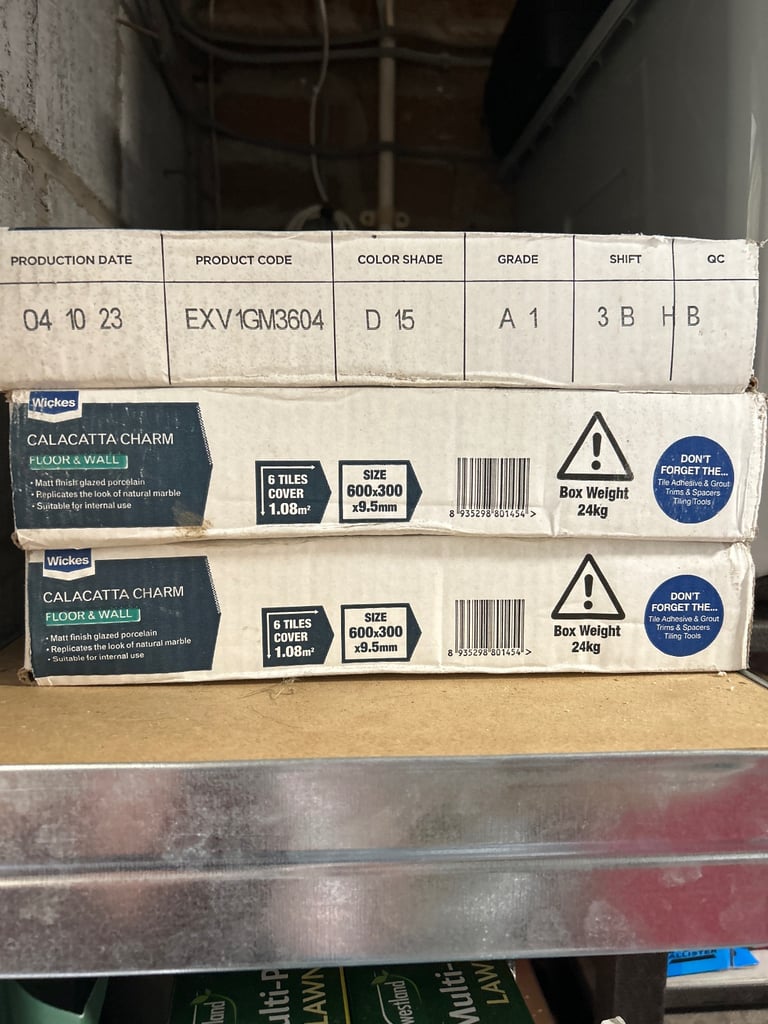 PRODUCTION DATE PRODUCT CODE COLOR SHADE GRADE SHIFT QC
04 10 23 EXV1GM3604 D 15 A 1 3 B H B
Wickes
CALACATTA CHARM
FLOOR & WALL
• Matt finish glazed porcelain
• Replicates the look of natural marble
• Suitable for internal use
6 TILES
COVER
1.08m²
SIZE
600x300
x9.5mm
8 935298 801454 >
Box Weight
24kg
DON'T
FORGET THE...
Tile Adhesive & Grout
Trims & Spacers
Tiling Tools
Wickes
CALACATTA CHARM
FLOOR & WALL
• Matt finish glazed porcelain
• Replicates the look of natural marble
• Suitable for internal use
6 TILES
COVER
1.08m²
SIZE
600x300
x9.5mm
8 935298 801454 >
Box Weight
24kg
DON'T
FORGET THE...
Tile Adhesive & Grout
Trims & Spacers
Tiling Tools
LAWN
westland
Multi-
LAW